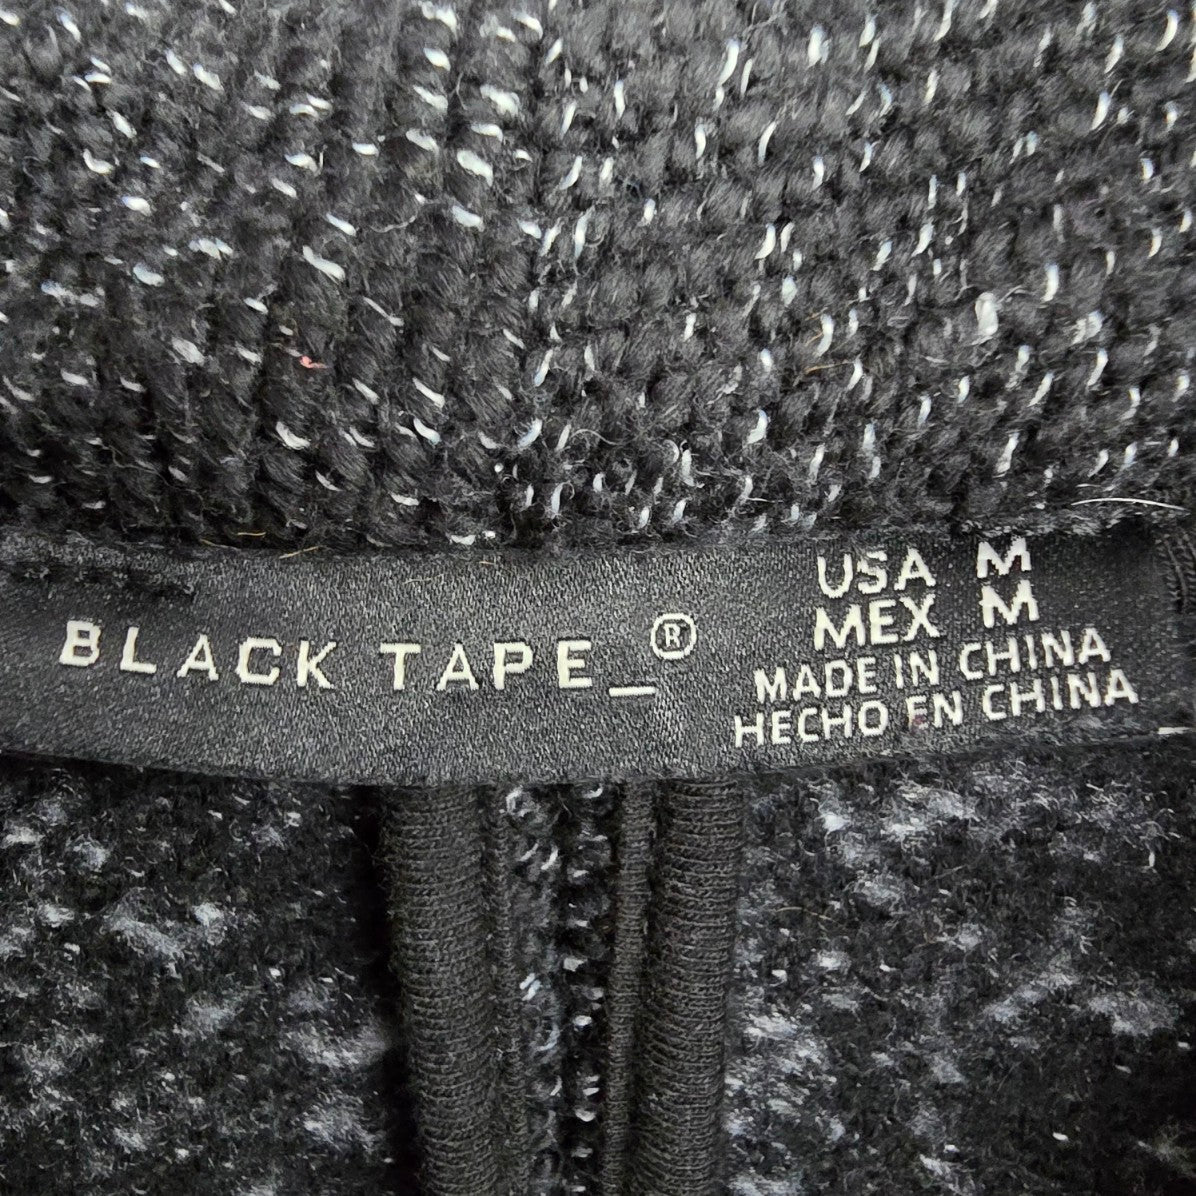 BLACK TAPE_®
USA M
MEX M
MADE IN CHINA
HECHO EN CHINA